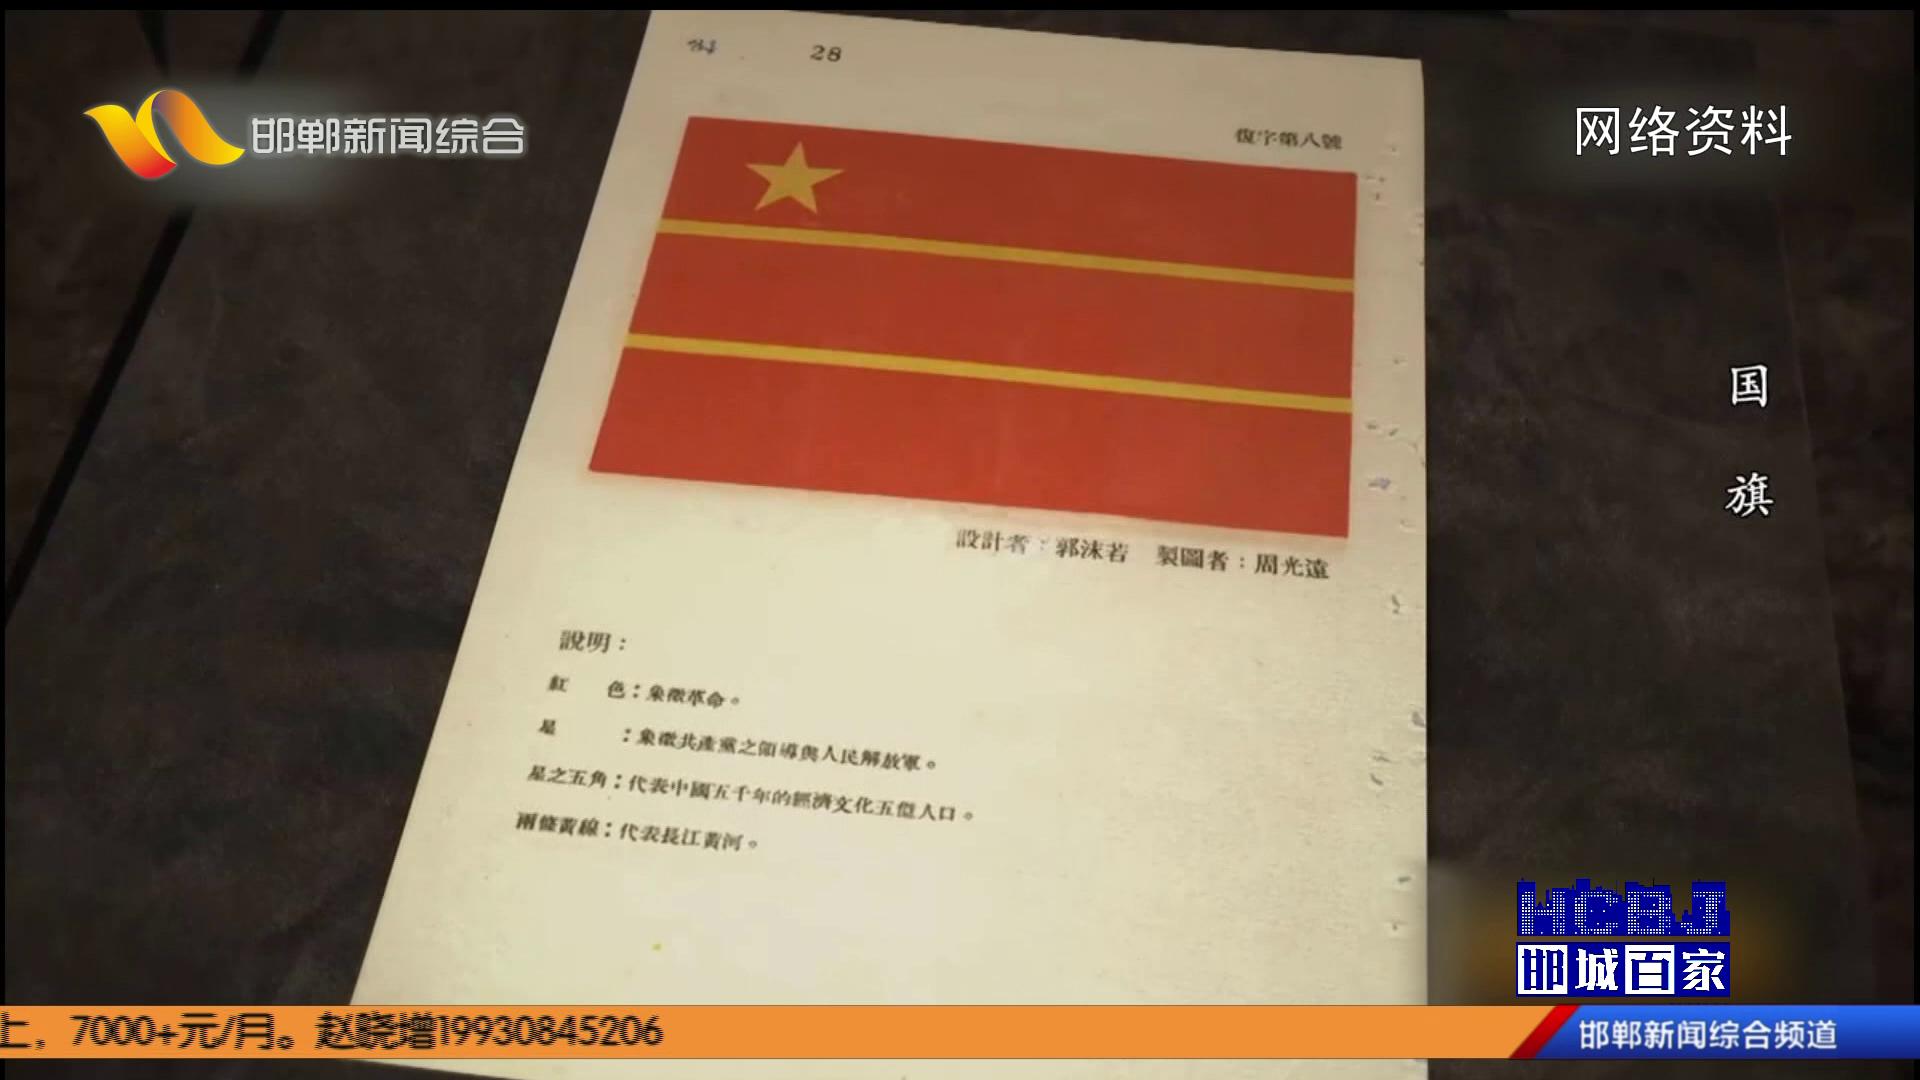 28
邯郸新闻综合
网络资料
復字第八號
国旗
設計者：郭沫若 製圖者：周光遠
說明：
紅 色：象徵革命。
星 ：象徵共產黨之領導與人民解放軍。
星之五角：代表中國五千年的經濟文化五億人口。
兩條黃線：代表長江黃河。
HCBJ
邯城百家
上，7000+元/月。赵晓增19930845206
邯郸新闻综合频道